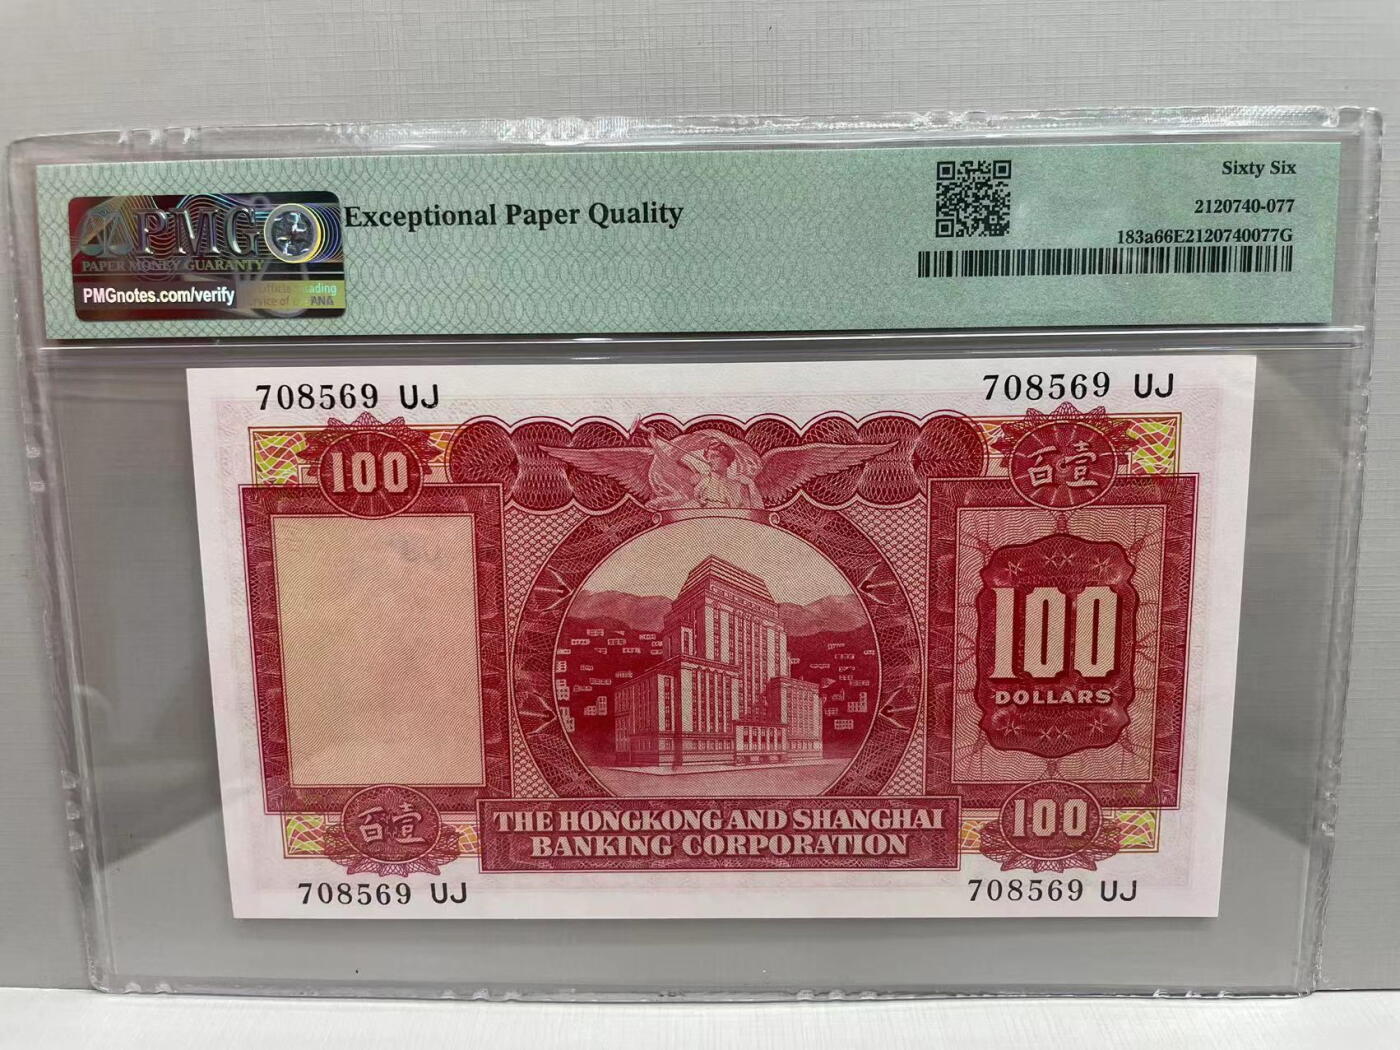 PMG
PAPER MONEY GUARANTY
PMGnotes.com/verify
Exceptional Paper Quality
Sixty Six
2120740-077
183a66E2120740077G
708569 UJ
708569 UJ
100
百壹
100
DOLLARS
百壹
THE HONGKONG AND SHANGHAI
BANKING CORPORATION
100
708569 UJ
708569 UJ